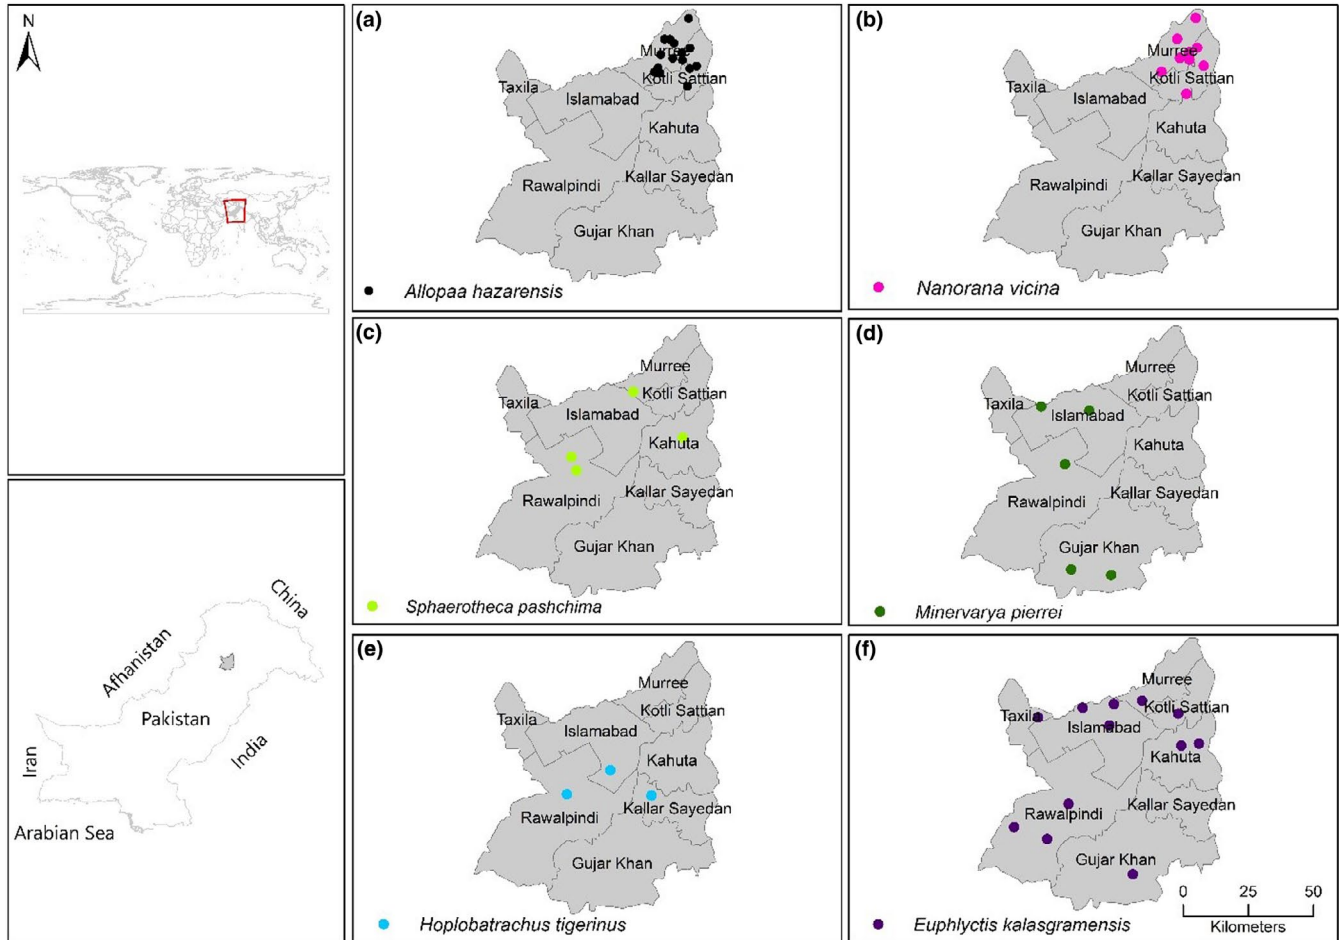 N
China
Afhanistan
Pakistan
India
Iran
Arabian Sea
(a)
Murree
Kotli Sattian
Taxila
Islamabad
Kahuta
Kallar Sayedan
Rawalpindi
Gujar Khan
Allopaa hazarensis
(b)
Murree
Kotli Sattian
Taxila
Islamabad
Kahuta
Kallar Sayedan
Rawalpindi
Gujar Khan
Nanorana vicina
(c)
Murree
Kotli Sattian
Taxila
Islamabad
Kahuta
Kallar Sayedan
Rawalpindi
Gujar Khan
Sphaerotheca pashchima
(d)
Murree
Kotli Sattian
Taxila
Islamabad
Kahuta
Kallar Sayedan
Rawalpindi
Gujar Khan
Minervarya pierrei
(e)
Murree
Kotli Sattian
Taxila
Islamabad
Kahuta
Kallar Sayedan
Rawalpindi
Gujar Khan
Hoplobatrachus tigerinus
(f)
Murree
Kotli Sattian
Taxila
Islamabad
Kahuta
Kallar Sayedan
Rawalpindi
Gujar Khan
Euphlyctis kalasgramensis
0 25 50
Kilometers